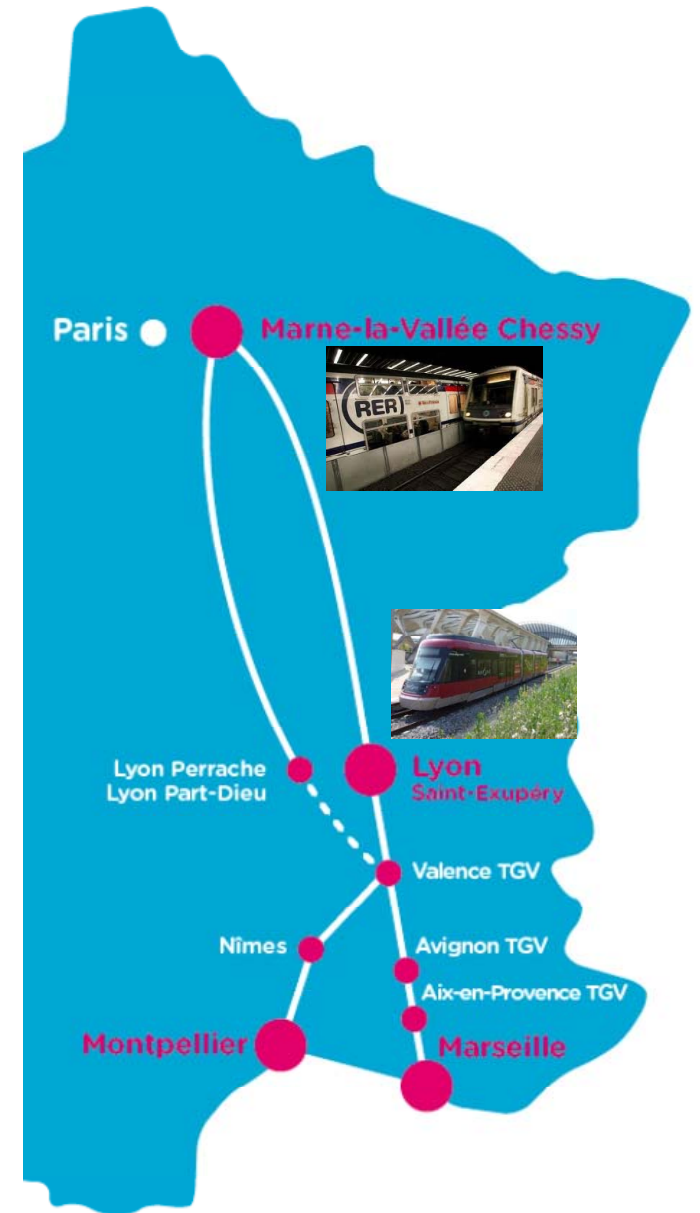 Paris
Marne-la-Vallée Chessy
RER
Lyon Perrache
Lyon Part-Dieu
Lyon
Saint-Exupéry
Valence TGV
Nîmes
Avignon TGV
Aix-en-Provence TGV
Montpellier
Marseille